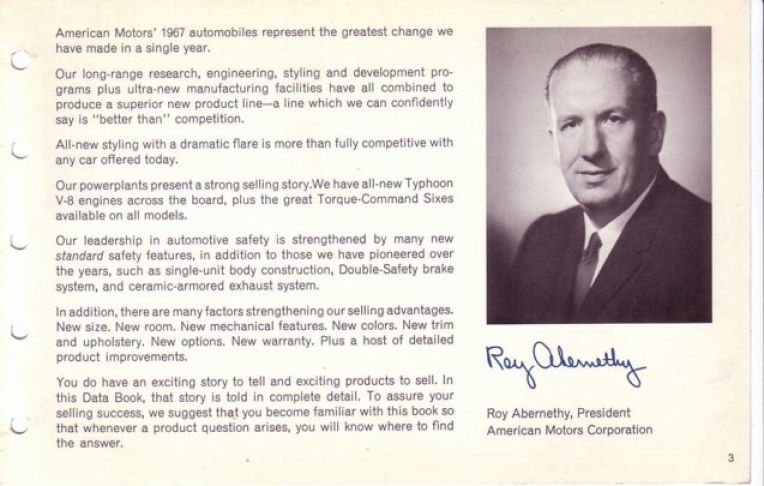 American Motors' 1967 automobiles represent the greatest change we
have made in a single year.
Our long-range research, engineering, styling and development pro-
grams plus ultra-new manufacturing facilities have all combined to
produce a superior new product line—a line which we can confidently
say is "better than" competition.
All-new styling with a dramatic flare is more than fully competitive with
any car offered today.
Our powerplants present a strong selling story.We have all-new Typhoon
V-8 engines across the board, plus the great Torque-Command Sixes
available on all models.
Our leadership in automotive safety is strengthened by many new
standard safety features, in addition to those we have pioneered over
the years, such as single-unit body construction, Double-Safety brake
system, and ceramic-armored exhaust system.
In addition, there are many factors strengthening our selling advantages.
New size. New room. New mechanical features. New colors. New trim
and upholstery. New options. New warranty. Plus a host of detailed
product improvements.
You do have an exciting story to tell and exciting products to sell. In
this Data Book, that story is told in complete detail. To assure your
selling success, we suggest that you become familiar with this book so
that whenever a product question arises, you will know where to find
the answer.
Roy Abernethy
Roy Abernethy, President
American Motors Corporation
3